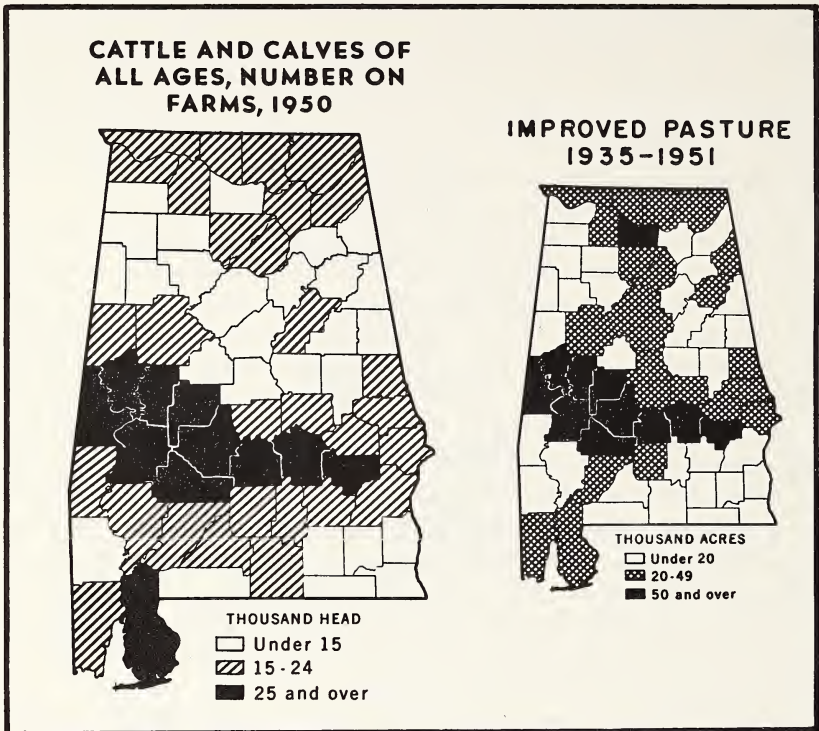 CATTLE AND CALVES OF
ALL AGES, NUMBER ON
FARMS, 1950
THOUSAND HEAD
Under 15
15-24
25 and over
IMPROVED PASTURE
1935-1951
THOUSAND ACRES
Under 20
20-49
50 and over